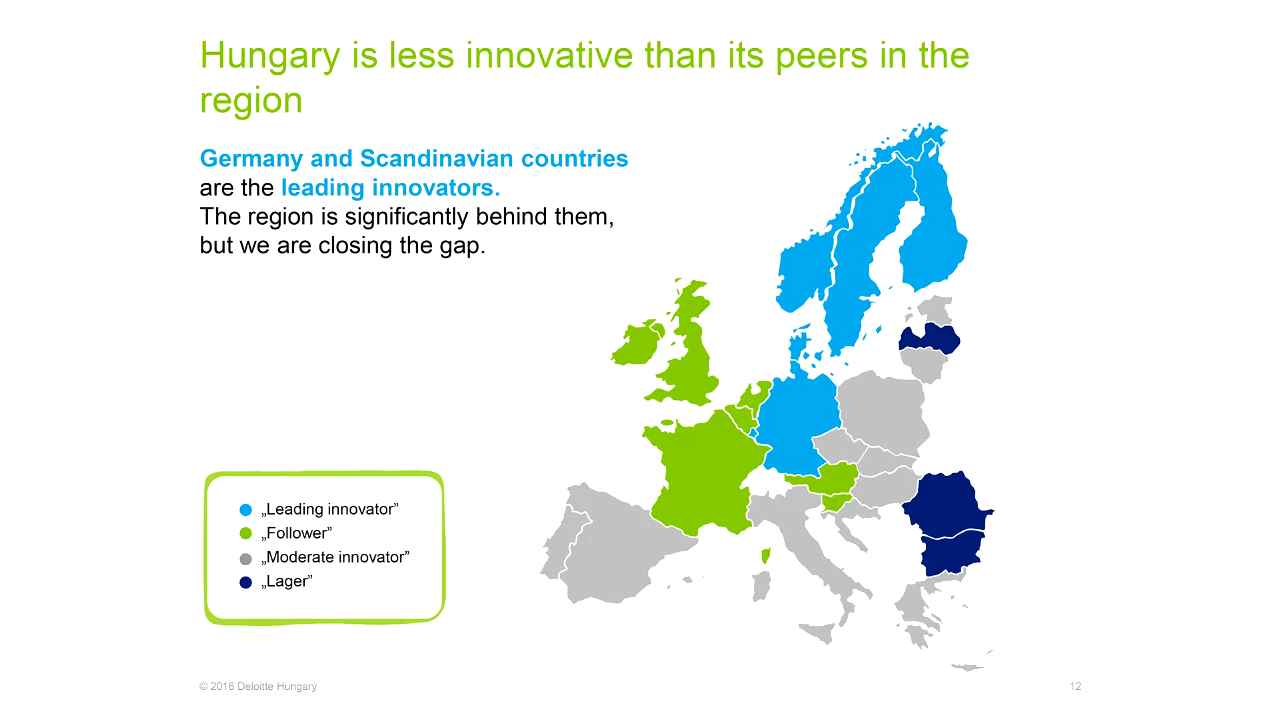 Hungary is less innovative than its peers in the
region
Germany and Scandinavian countries
are the leading innovators.
The region is significantly behind them,
but we are closing the gap.
„Leading innovator”
„Follower”
„Moderate innovator”
„Lager”
© 2016 Deloitte Hungary
12